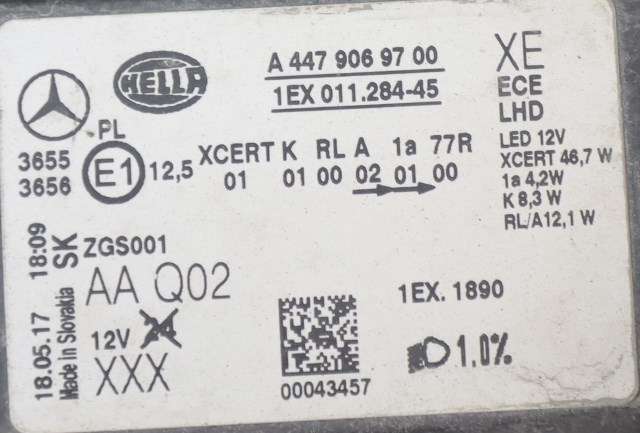 HELLA
A 447 906 97 00
1EX 011.284-45
XE
ECE
LHD
LED 12V
XCERT 46,7 W
1a 4,2W
K 8,3 W
RL/A12,1 W
PL
3655
3656
E1
12,5
XCERT K RL A 1a 77R
01 01 00 02 01 00
18.05.17 18:09
Made In Slovakia SK
ZGS001
AA Q02
12V 24
XXX
00043457
1EX. 1890
1.0%